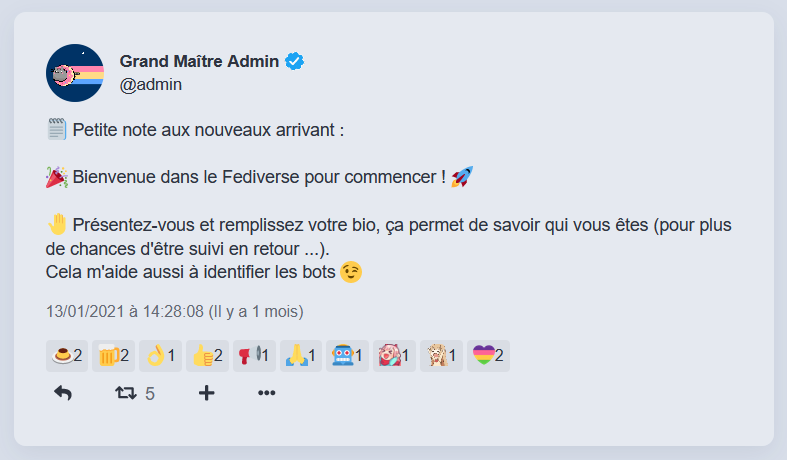 Grand Maître Admin
@admin
🗒️ Petite note aux nouveaux arrivant :
🎉 Bienvenue dans le Fediverse pour commencer ! 🚀
🤚 Présentez-vous et remplissez votre bio, ça permet de savoir qui vous êtes (pour plus
de chances d'être suivi en retour ...).
Cela m'aide aussi à identifier les bots 😉
13/01/2021 à 14:28:08 (Il y a 1 mois)
🍮2 🍺2 👌1 👍2 📢1 🙏1 🤖1 1 1 2
5